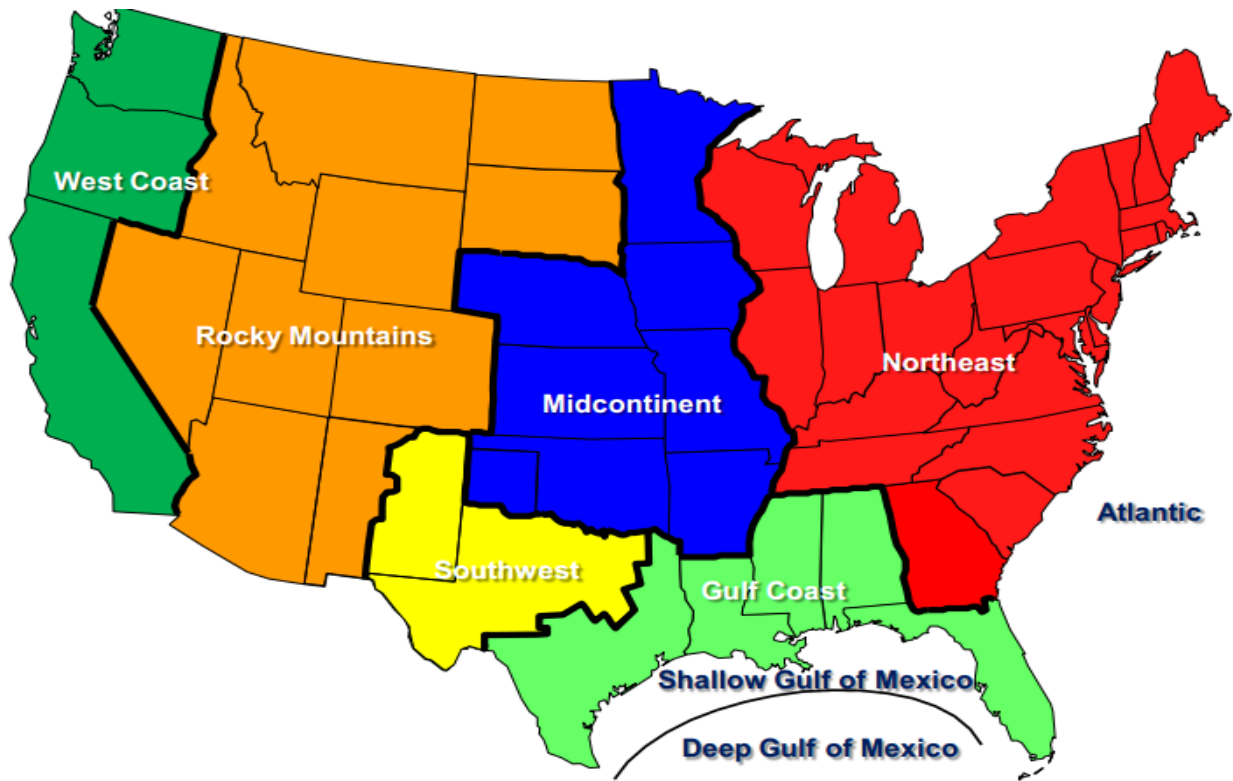 West Coast
Rocky Mountains
Northeast
Midcontinent
Atlantic
Southwest
Gulf Coast
Shallow Gulf of Mexico
Deep Gulf of Mexico